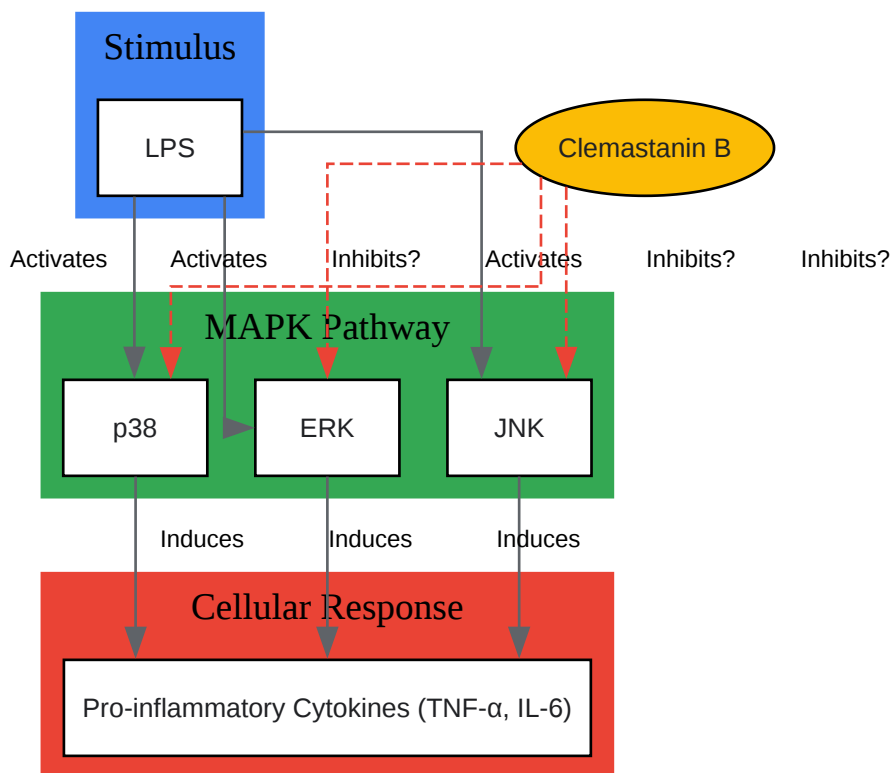 Stimulus
LPS
Clemastanin B
Activates
Activates
Inhibits?
Activates
Inhibits?
Inhibits?
MAPK Pathway
p38
ERK
JNK
Induces
Induces
Induces
Cellular Response
Pro-inflammatory Cytokines (TNF-α, IL-6)